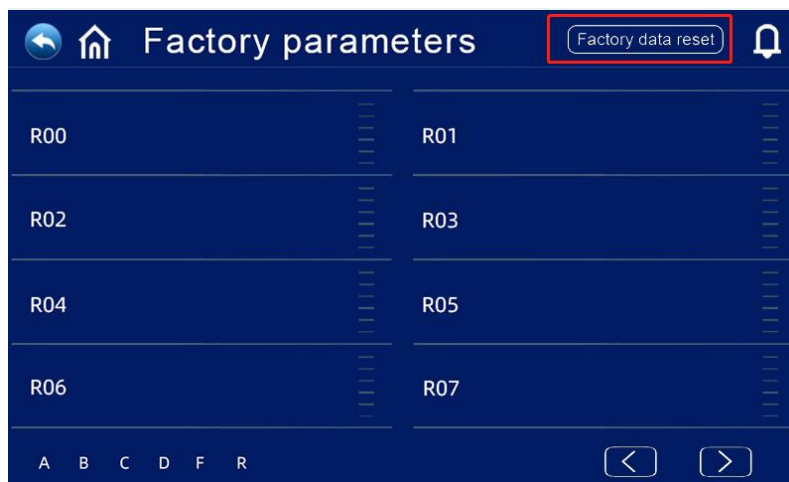 Factory parameters Factory data reset
R00 R01
R02 R03
R04 R05
R06 R07
A B C D F R